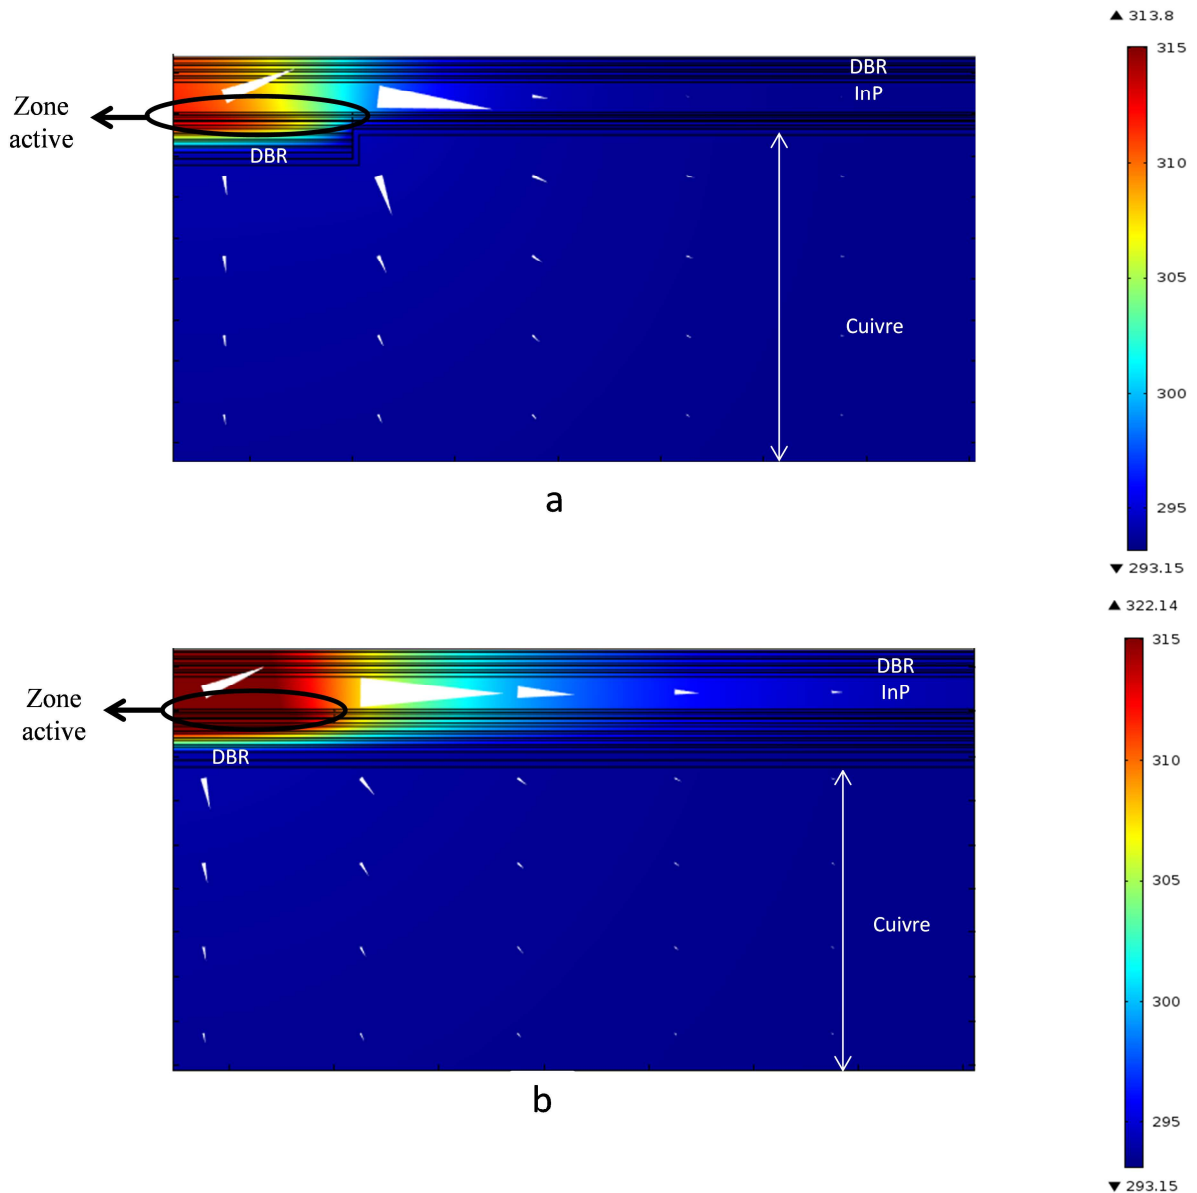 ▲ 313.8
315
DBR
InP
Zone
active
DBR
310
305
Cuivre
300
295
a
▼ 293.15
▲ 322.14
315
DBR
InP
Zone
active
DBR
310
305
Cuivre
300
295
b
▼ 293.15